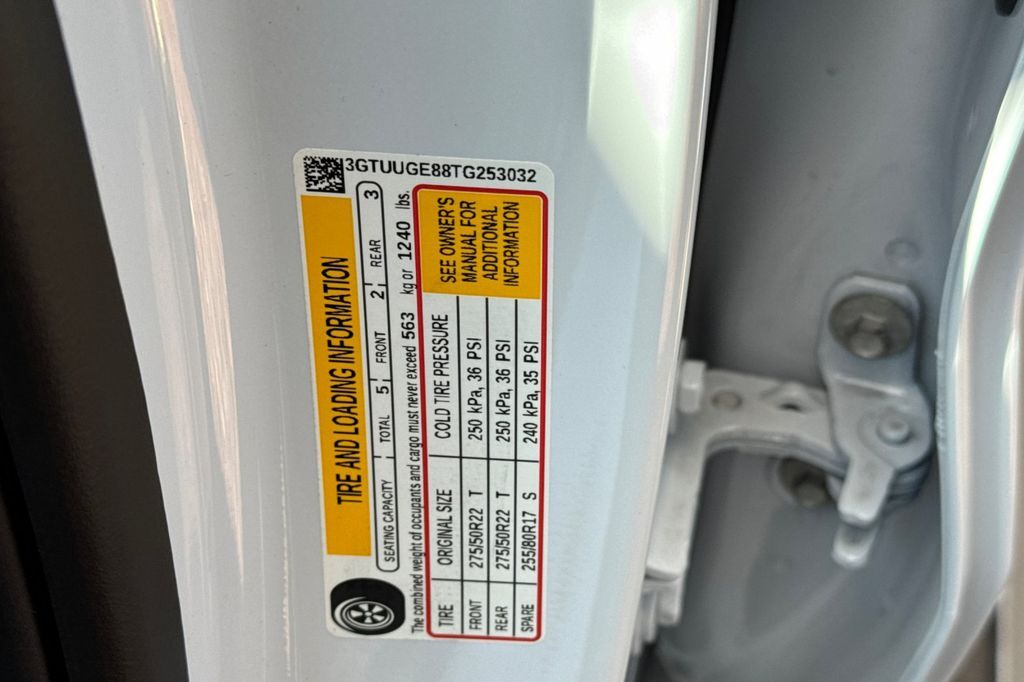 3GTUUGE88TG253032
TIRE AND LOADING INFORMATION
SEATING CAPACITY TOTAL 5 FRONT 2 REAR 3
The combined weight of occupants and cargo must never exceed 563 kg or 1240 lbs.
TIRE ORIGINAL SIZE COLD TIRE PRESSURE
FRONT 275/50R22 T 250 kPa, 36 PSI
REAR 275/50R22 T 250 kPa, 36 PSI
SPARE 255/80R17 S 240 kPa, 35 PSI
SEE OWNER'S
MANUAL FOR
ADDITIONAL
INFORMATION